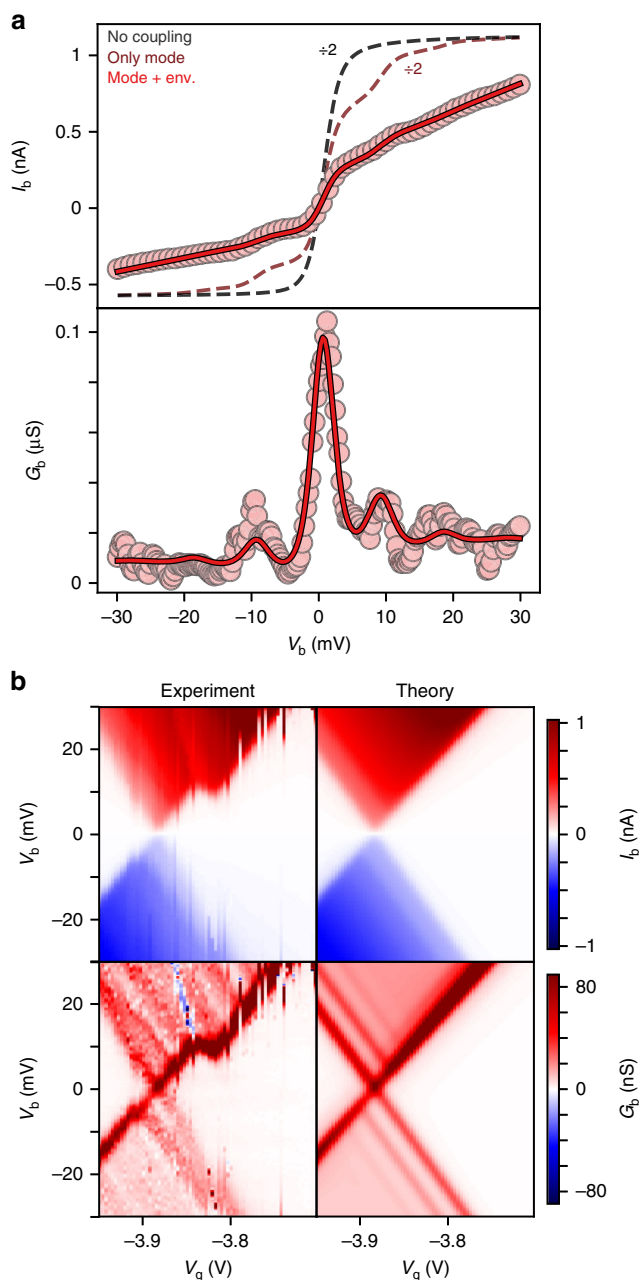 a
No coupling
Only mode
Mode + env.
÷2
÷2
1
0.5
0
−0.5
I_b (nA)
0.1
0
G_b (μS)
−30 −20 −10 0 10 20 30
V_b (mV)
b
Experiment Theory
20
0
−20
V_b (mV)
1
0
−1
I_b (nA)
20
0
−20
V_b (mV)
80
0
−80
G_b (nS)
−3.9 −3.8 −3.9 −3.8
V_g (V) V_g (V)